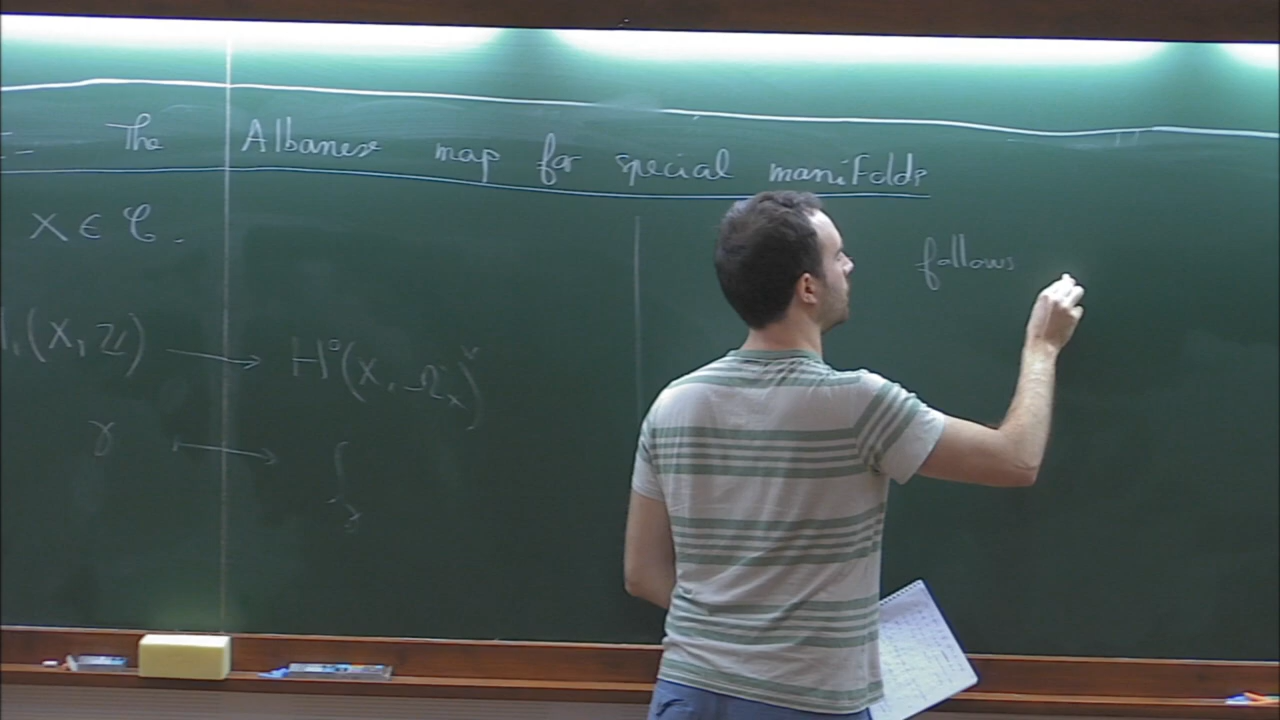 The Albanese map for special manifolds
X ∈ 𝒞.
follows
(X, ℤ) ⟶ H⁰(X, Ω_X)^∨
γ ⟼ ∫_γ